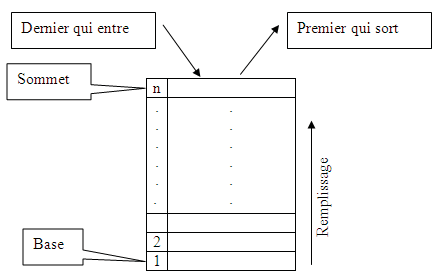 Dernier qui entre
Premier qui sort
Sommet
n
.
.
.
.
.
.
.
.
.
.
.
.
Remplissage
Base
2
1